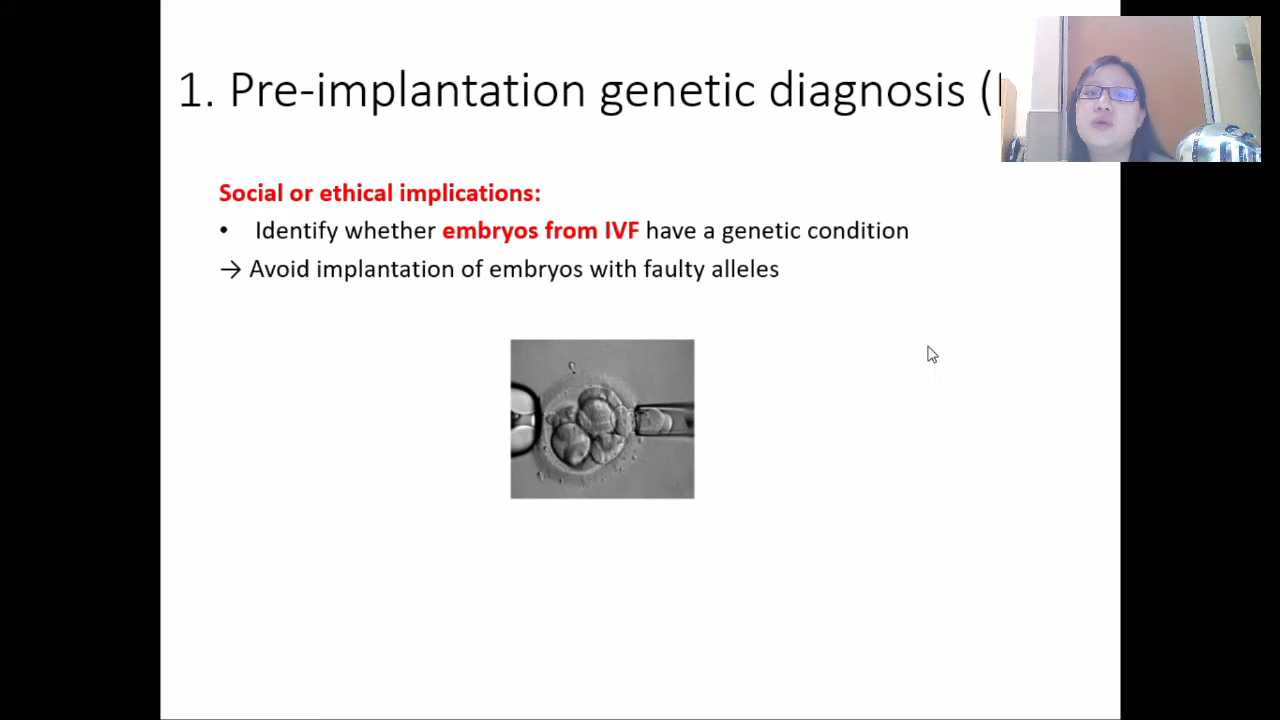 1. Pre-implantation genetic diagnosis (
Social or ethical implications:
• Identify whether embryos from IVF have a genetic condition
→ Avoid implantation of embryos with faulty alleles